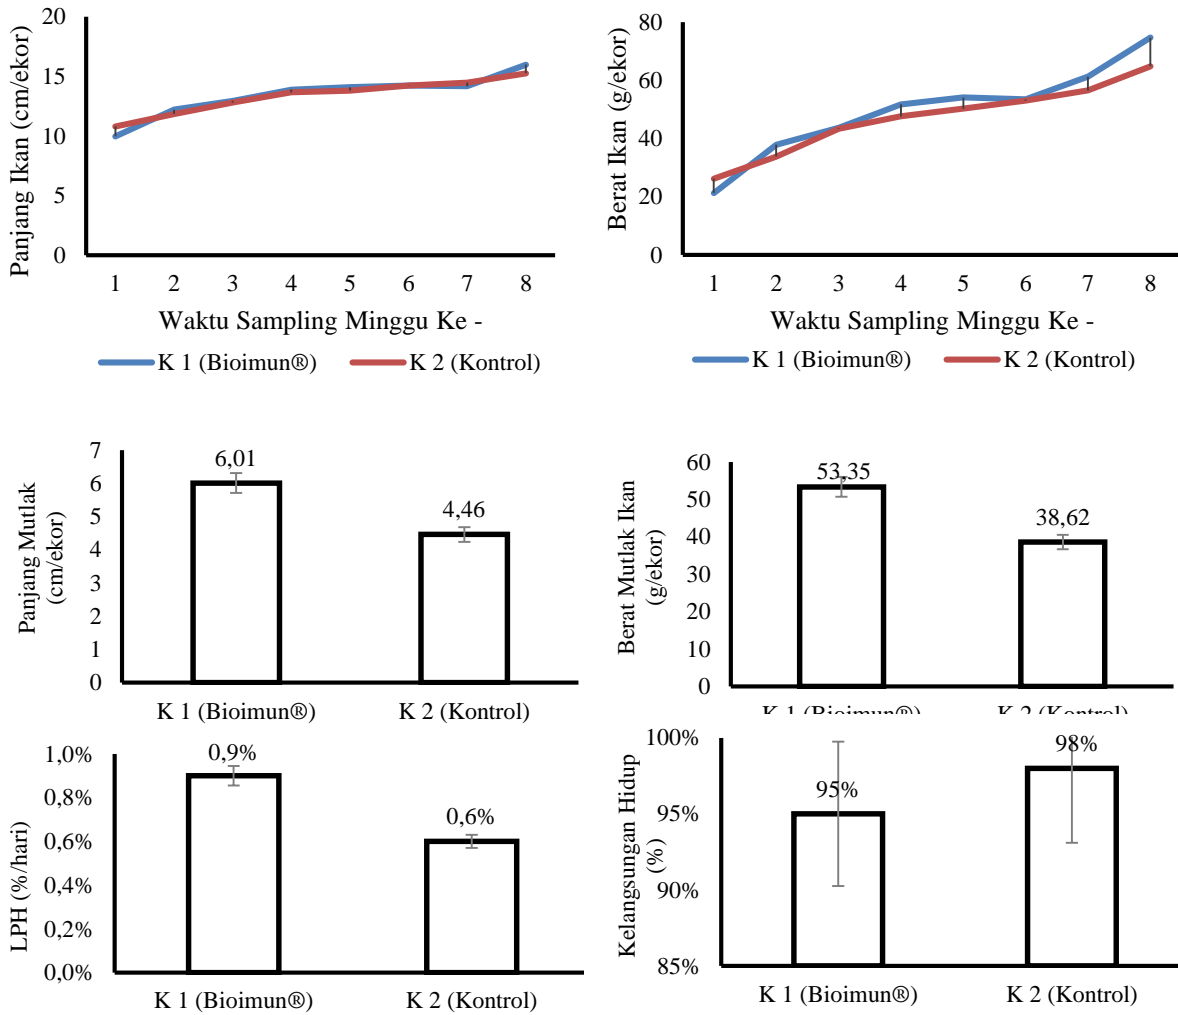 20
15
10
5
0
Panjang Ikan (cm/ekor)
1 2 3 4 5 6 7 8
Waktu Sampling Minggu Ke -
K 1 (Bioimun®) K 2 (Kontrol)
80
60
40
20
0
Berat Ikan (g/ekor)
1 2 3 4 5 6 7 8
Waktu Sampling Minggu Ke -
K 1 (Bioimun®) K 2 (Kontrol)
7
6
5
4
3
2
1
0
Panjang Mutlak
(cm/ekor)
6,01
4,46
K 1 (Bioimun®) K 2 (Kontrol)
60
50
40
30
20
10
0
Berat Mutlak Ikan
(g/ekor)
53,35
38,62
K 1 (Bioimun®) K 2 (Kontrol)
1,0%
0,8%
0,6%
0,4%
0,2%
0,0%
LPH (%/hari)
0,9%
0,6%
K 1 (Bioimun®) K 2 (Kontrol)
100%
95%
90%
85%
Kelangsungan Hidup
(%)
95%
98%
K 1 (Bioimun®) K 2 (Kontrol)